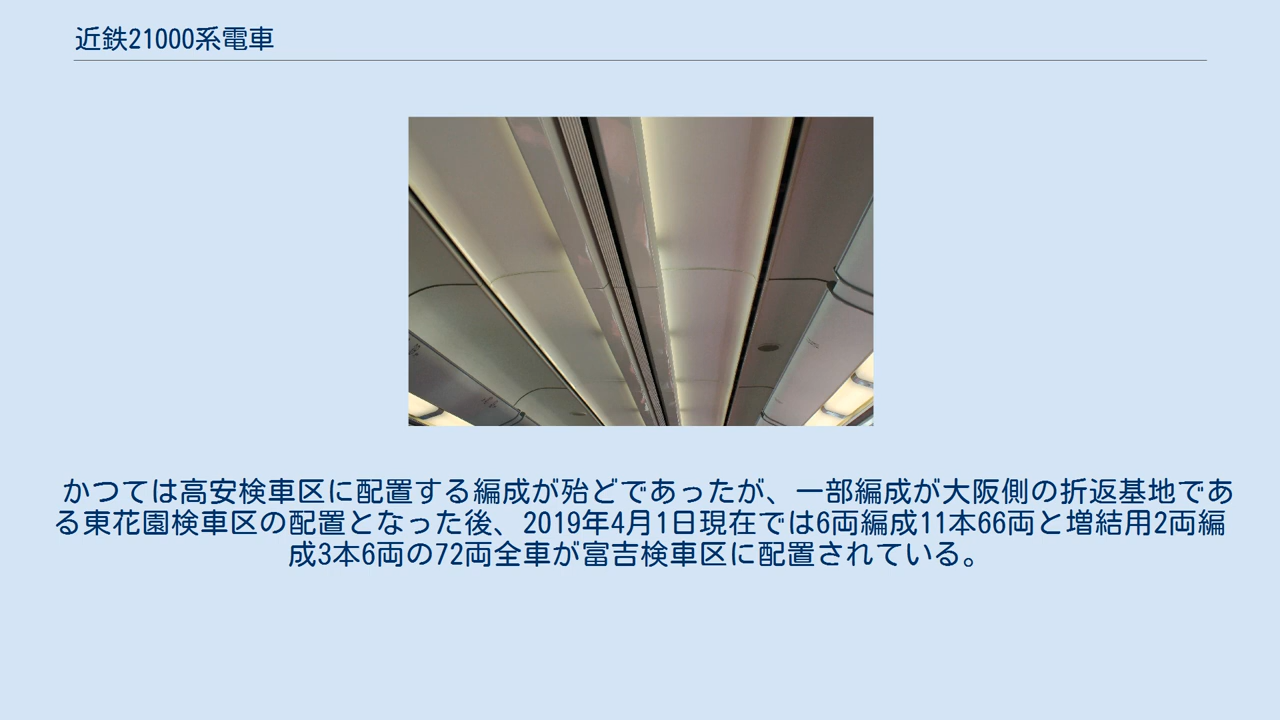 近鉄21000系電車
かつては高安検車区に配置する編成が殆どであったが、一部編成が大阪側の折返基地であ
る東花園検車区の配置となった後、2019年4月1日現在では6両編成11本66両と増結用2両編
成3本6両の72両全車が富吉検車区に配置されている。